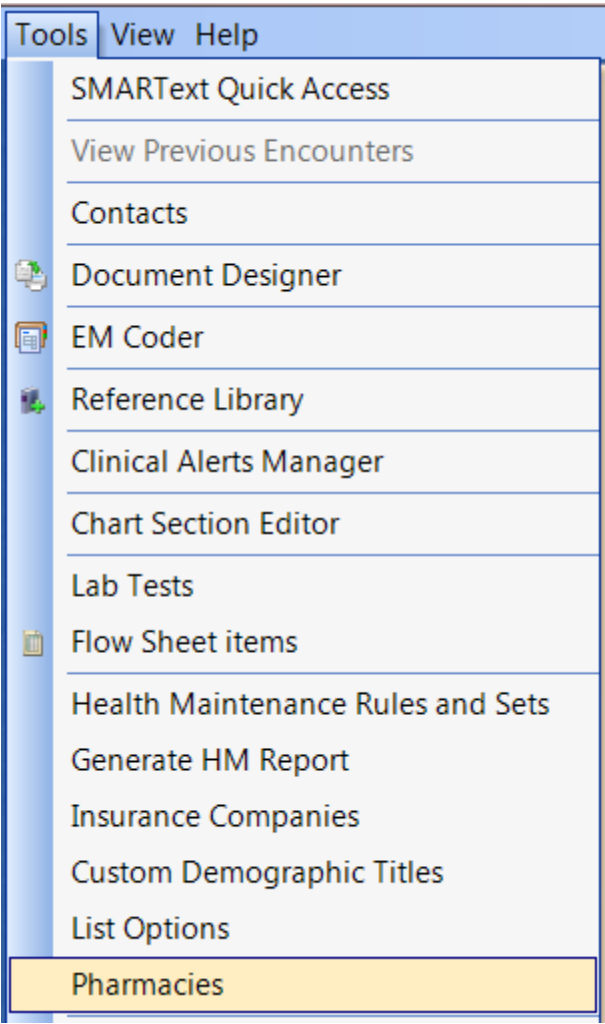 Tools View Help
SMARText Quick Access
View Previous Encounters
Contacts
Document Designer
EM Coder
Reference Library
Clinical Alerts Manager
Chart Section Editor
Lab Tests
Flow Sheet items
Health Maintenance Rules and Sets
Generate HM Report
Insurance Companies
Custom Demographic Titles
List Options
Pharmacies